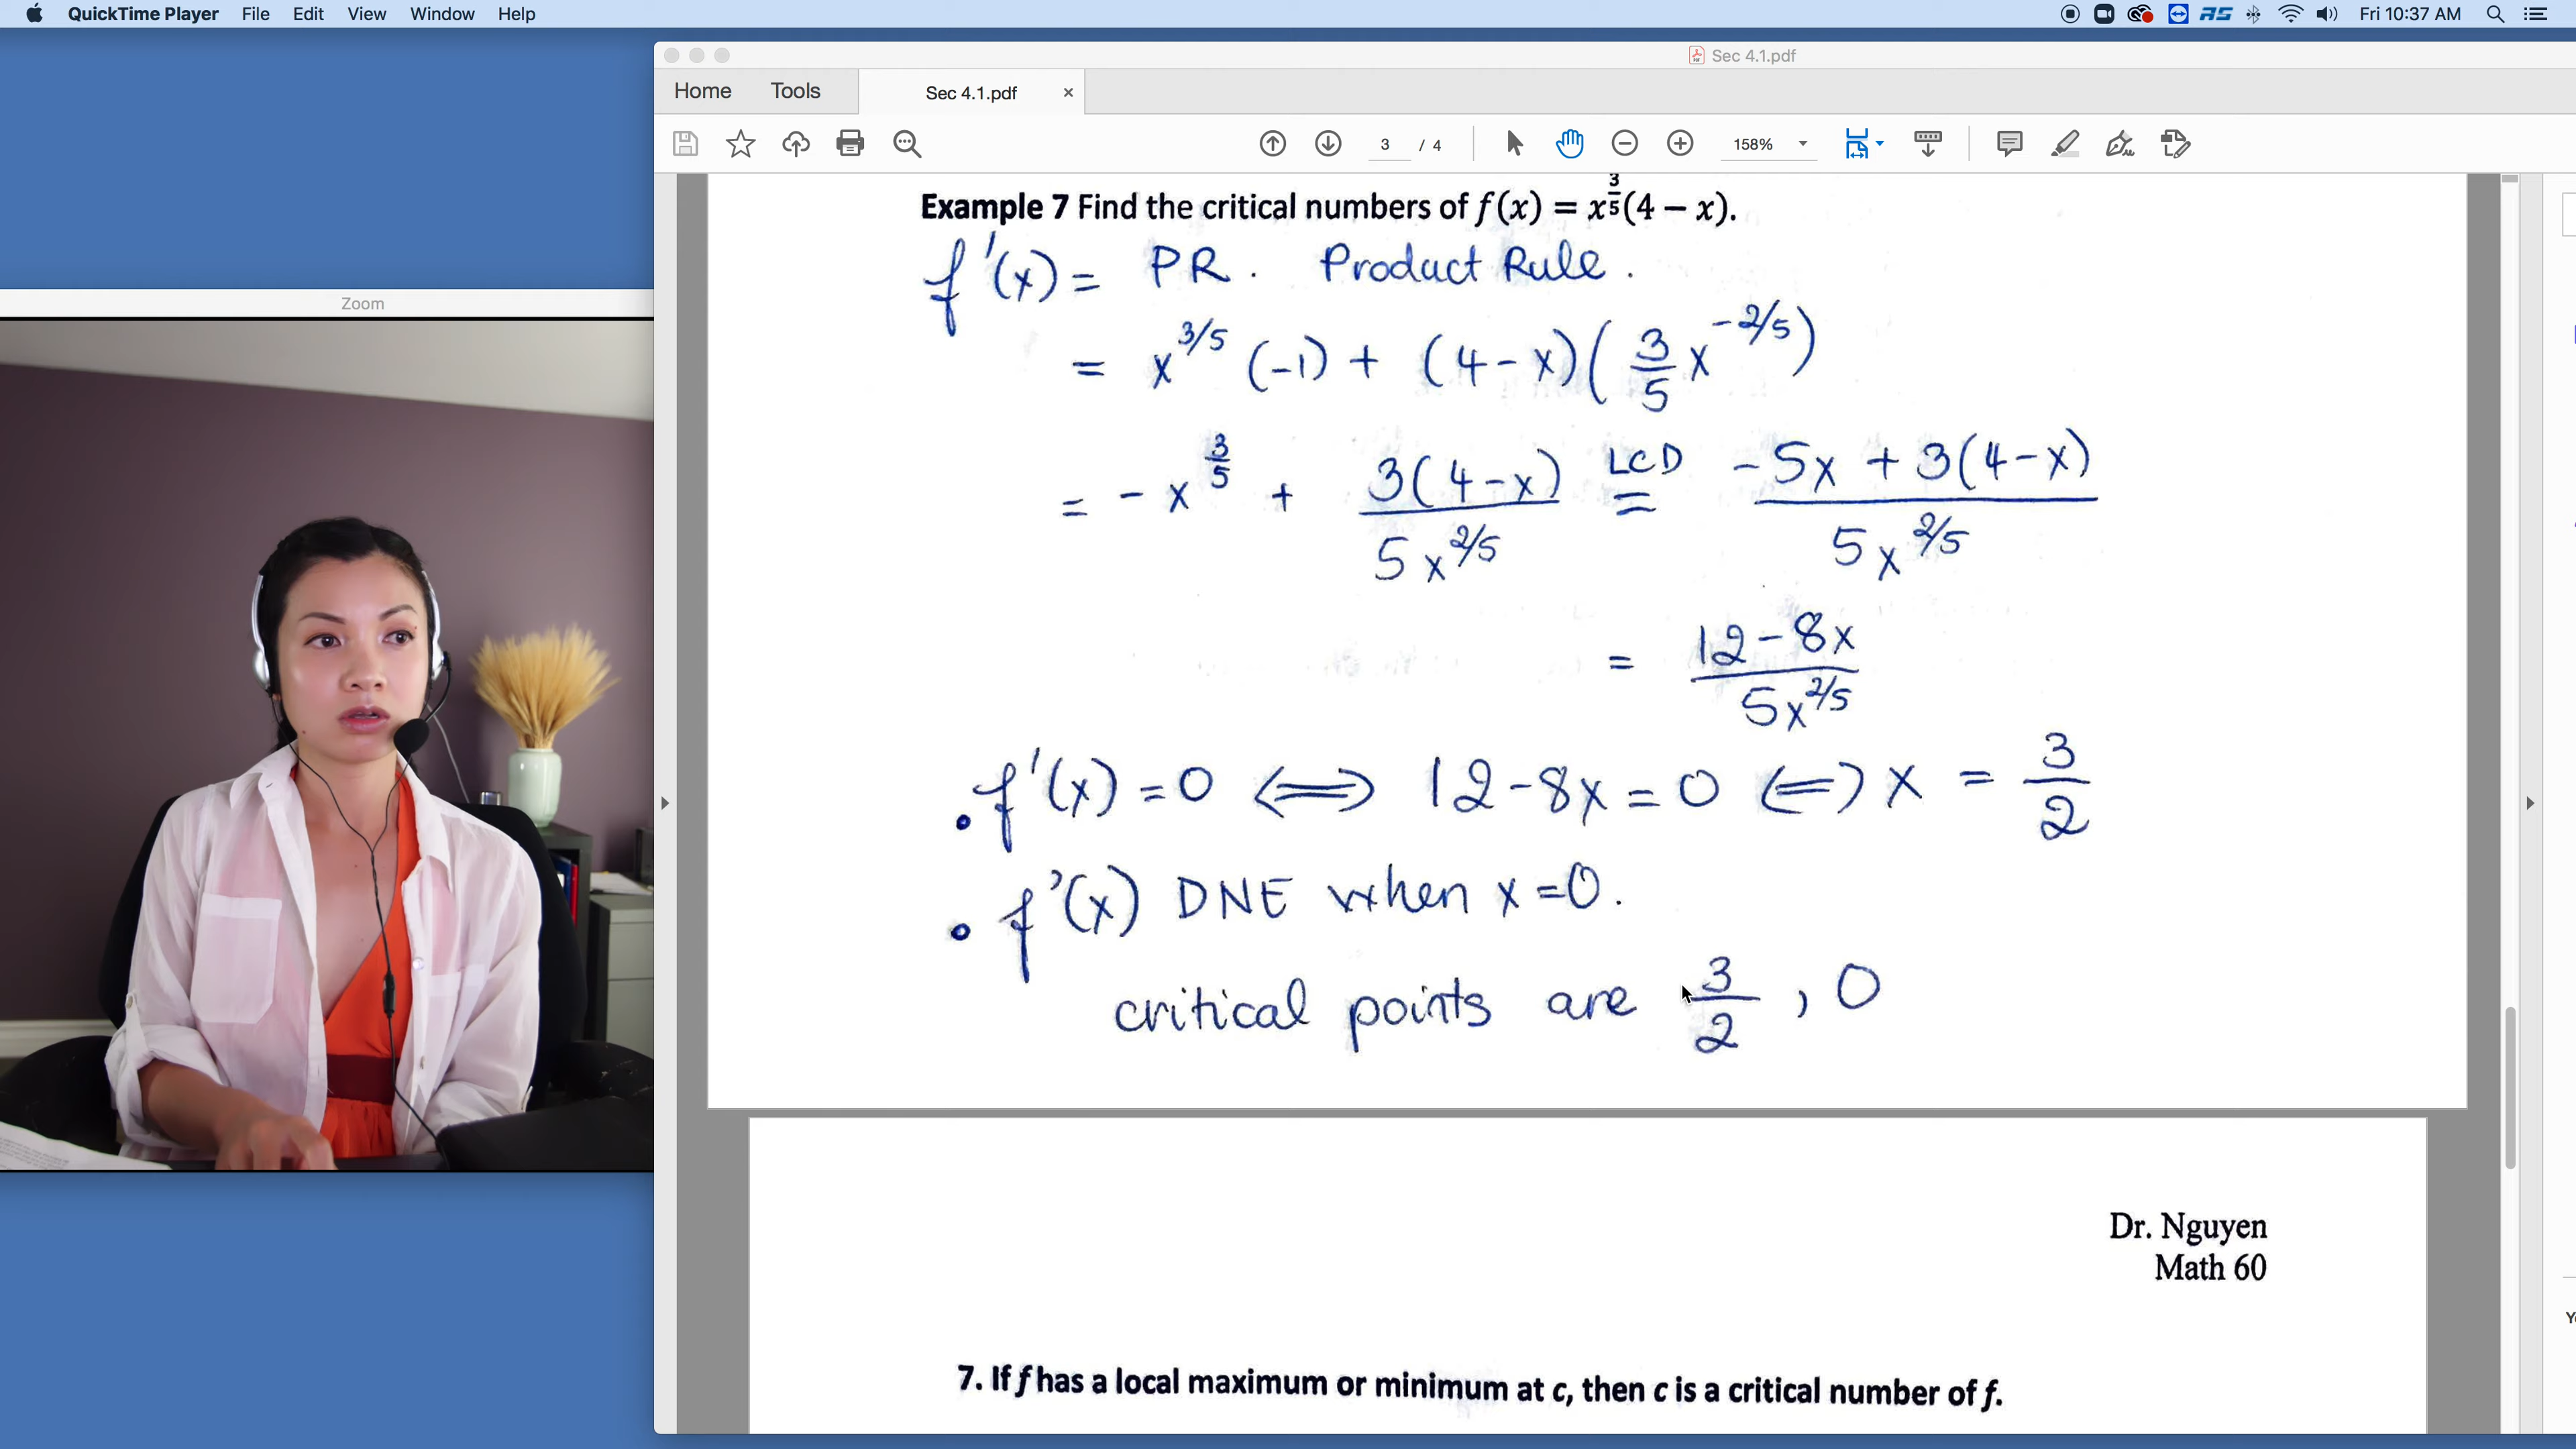 QuickTime Player File Edit View Window Help Fri 10:37 AM
Sec 4.1.pdf
Home Tools Sec 4.1.pdf ×
3 / 4 158%
Zoom
Example 7 Find the critical numbers of f(x) = x^(3/5)(4 − x).
f'(x) = PR. Product Rule.
= x^(3/5) (-1) + (4-x)(3/5 x^(-2/5))
= -x^(3/5) + 3(4-x)/5x^(2/5) LCD = (-5x + 3(4-x))/5x^(2/5)
= (12-8x)/5x^(2/5)
• f'(x) = 0 ⟺ 12-8x = 0 ⟺ x = 3/2
• f'(x) DNE when x=0.
critical points are 3/2, 0
Dr. Nguyen
Math 60
7. If f has a local maximum or minimum at c, then c is a critical number of f.